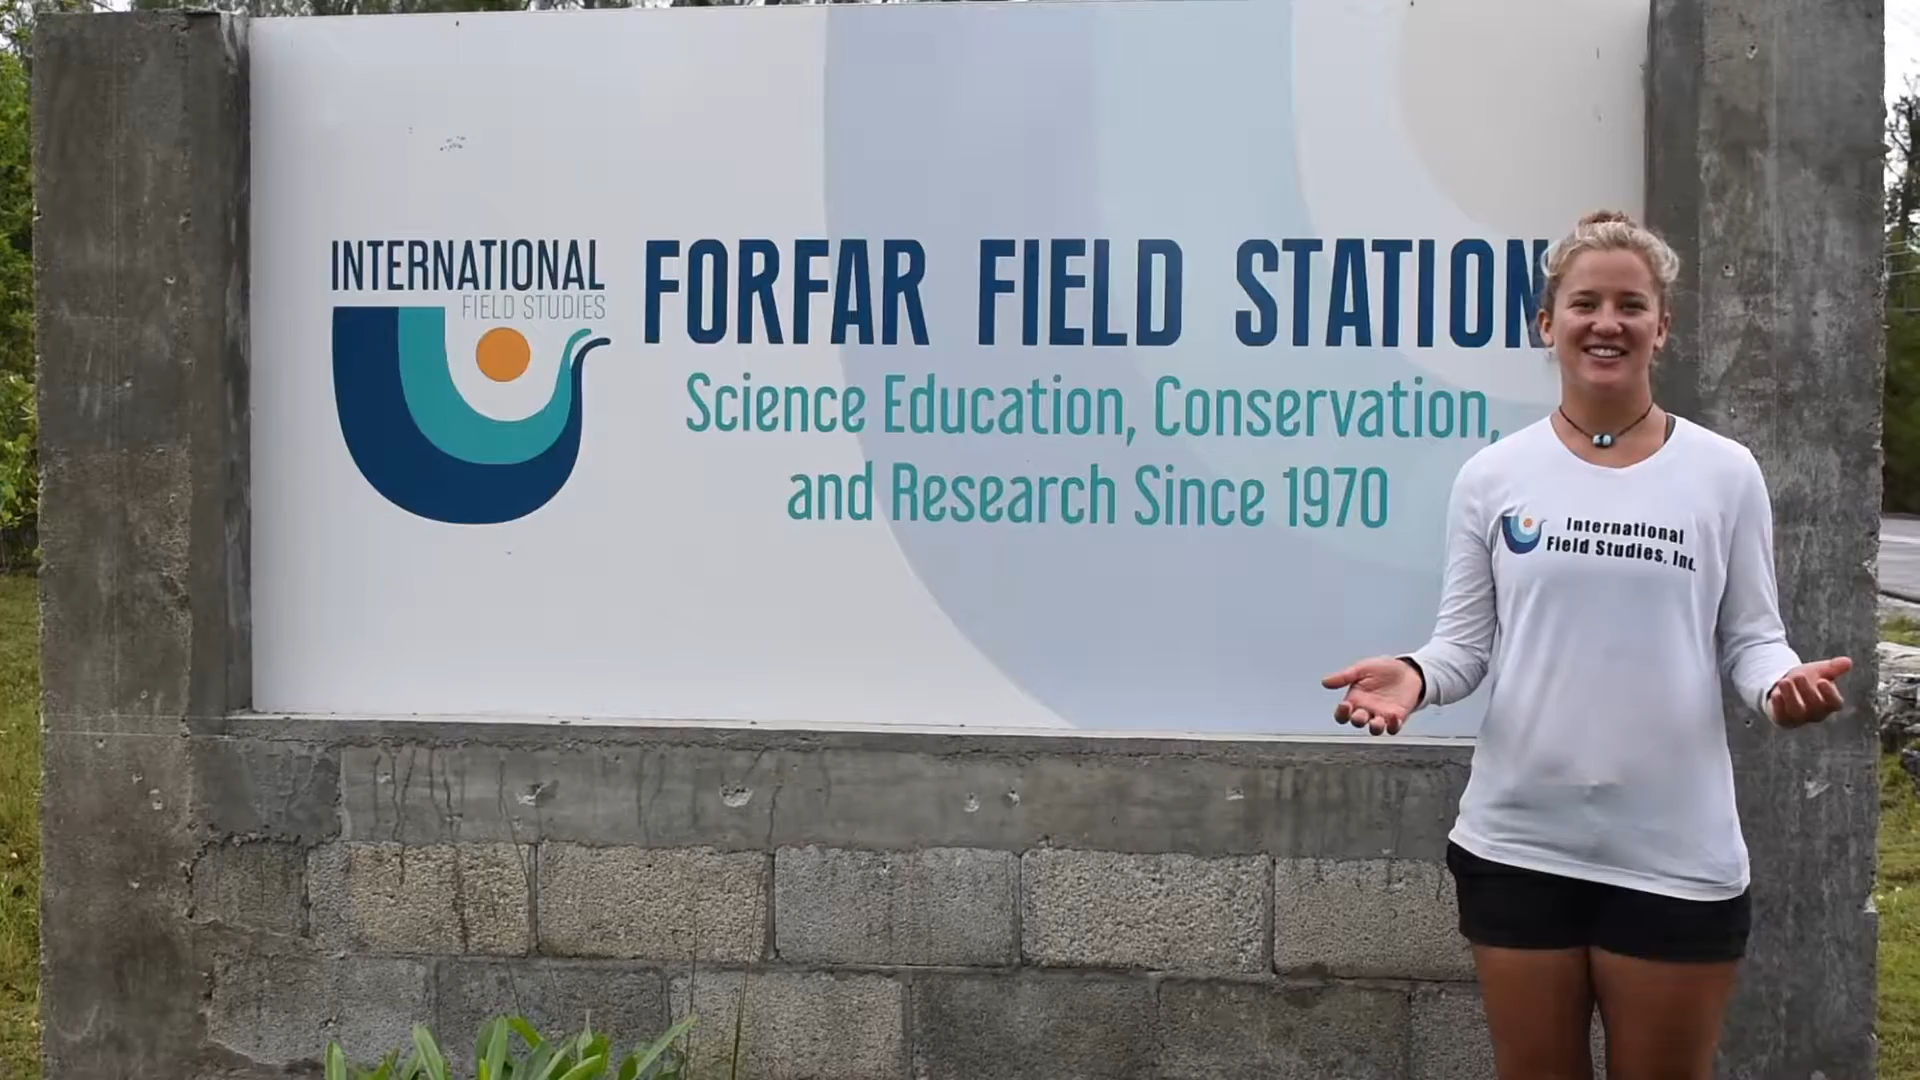 INTERNATIONAL
FIELD STUDIES
FORFAR FIELD STATION
Science Education, Conservation,
and Research Since 1970
International
Field Studies, Inc.